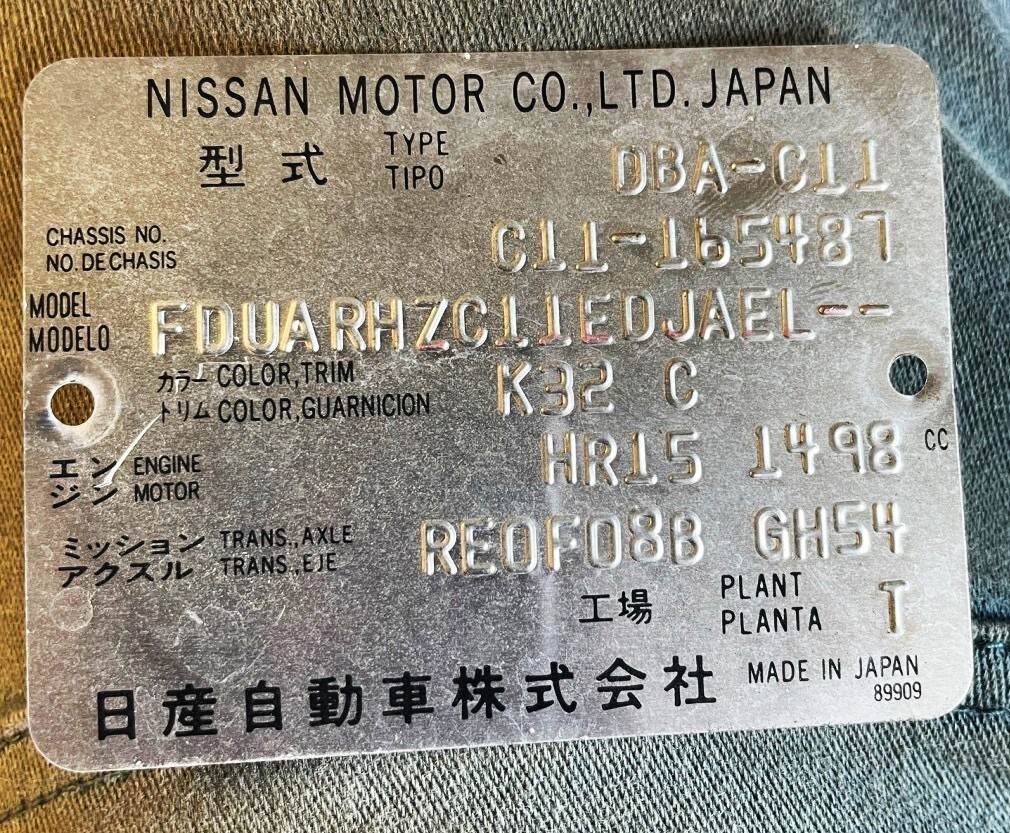 NISSAN MOTOR CO.,LTD. JAPAN
型式 TYPE DBA-C11
TIPO
CHASSIS NO. C11-165487
NO. DE CHASIS
MODEL FDUARHZC11EDJAEL--
MODELO
カラー COLOR,TRIM K32 C
トリム COLOR,GUARNICION
エン ENGINE HR15 1498 CC
ジン MOTOR
ミッション TRANS.,AXLE RE0F08B GH54
アクスル TRANS.,EJE
工場 PLANT T
PLANTA
日産自動車株式会社 MADE IN JAPAN
89909